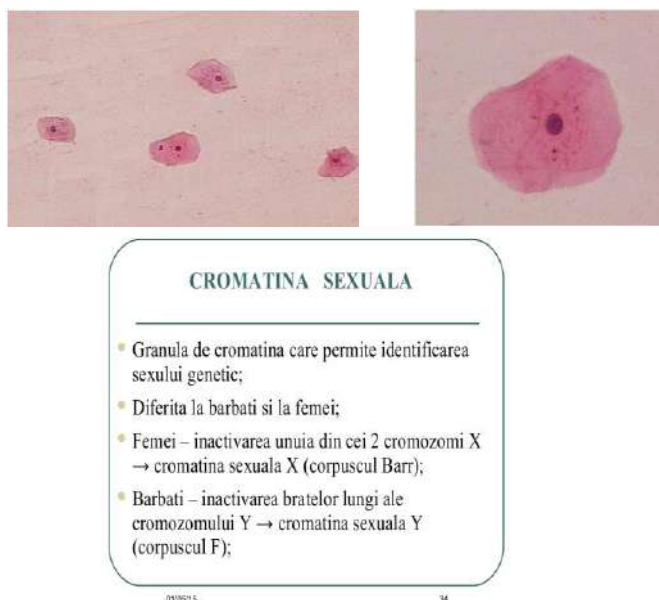 CROMATINA SEXUALA
Granula de cromatina care permite identificarea
sexului genetic;
Diferita la barbati si la femei;
Femei – inactivarea unuia din cei 2 cromozomi X
→ cromatina sexuala X (corpuscul Barr);
Barbati – inactivarea bratelor lungi ale
cromozomului Y → cromatina sexuala Y
(corpuscul F);
34